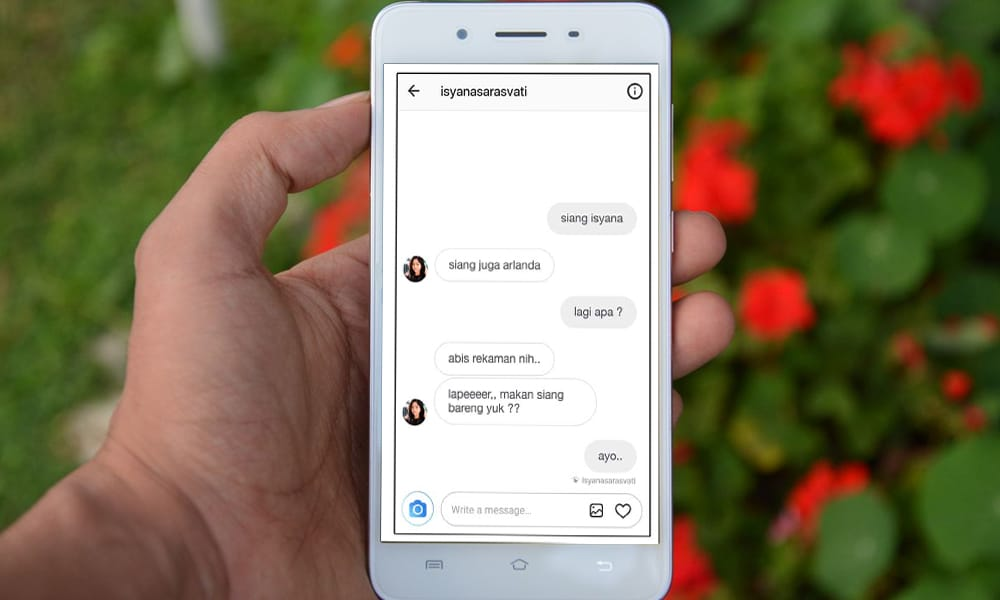 isyanasarasvati
siang isyana
siang juga arlanda
lagi apa ?
abis rekaman nih..
lapeeeer,, makan siang
bareng yuk ??
ayo..
Isyanasarasvati
Write a message...